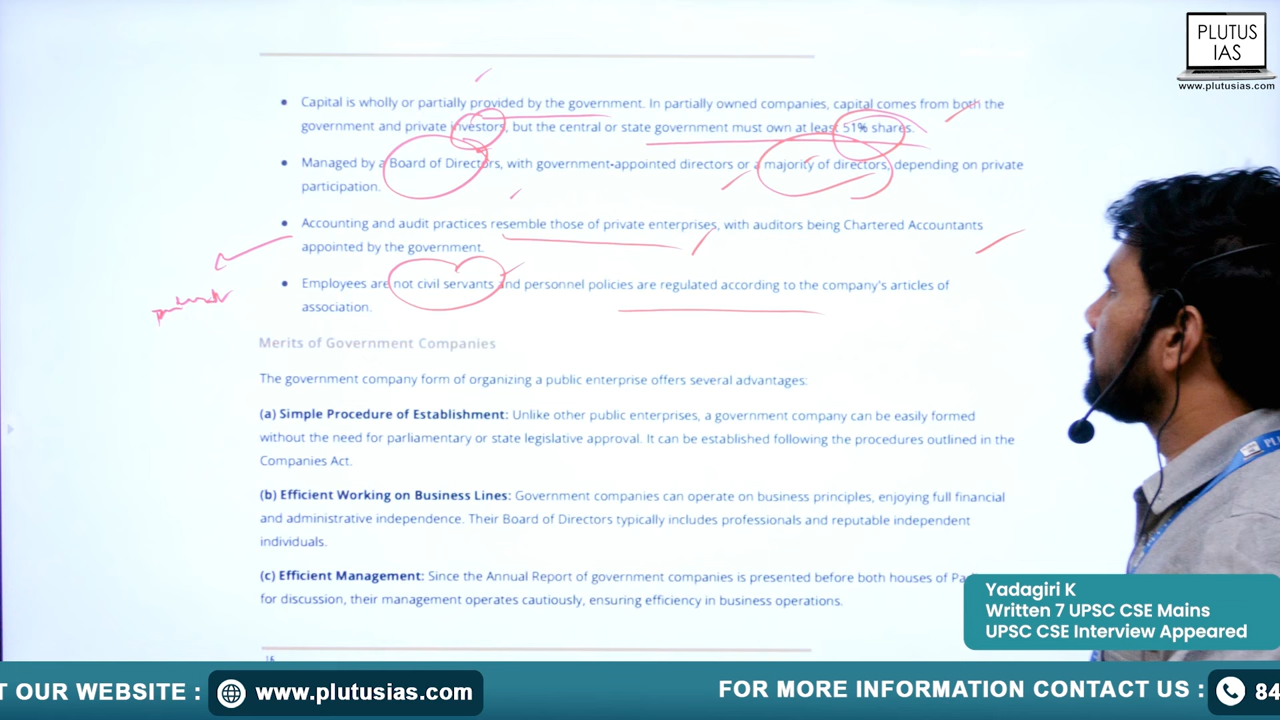 PLUTUS
IAS
www.plutusias.com
Capital is wholly or partially provided by the government. In partially owned companies, capital comes from both the
government and private investors, but the central or state government must own at least 51% shares.
Managed by a Board of Directors, with government-appointed directors or a majority of directors, depending on private
participation.
Accounting and audit practices resemble those of private enterprises, with auditors being Chartered Accountants
appointed by the government.
Employees are not civil servants and personnel policies are regulated according to the company's articles of
association.
Merits of Government Companies
The government company form of organizing a public enterprise offers several advantages:
(a) Simple Procedure of Establishment: Unlike other public enterprises, a government company can be easily formed
without the need for parliamentary or state legislative approval. It can be established following the procedures outlined in the
Companies Act.
(b) Efficient Working on Business Lines: Government companies can operate on business principles, enjoying full financial
and administrative independence. Their Board of Directors typically includes professionals and reputable independent
individuals.
(c) Efficient Management: Since the Annual Report of government companies is presented before both houses of Pa
for discussion, their management operates cautiously, ensuring efficiency in business operations.
Yadagiri K
Written 7 UPSC CSE Mains
UPSC CSE Interview Appeared
T OUR WEBSITE : www.plutusias.com
FOR MORE INFORMATION CONTACT US : 84